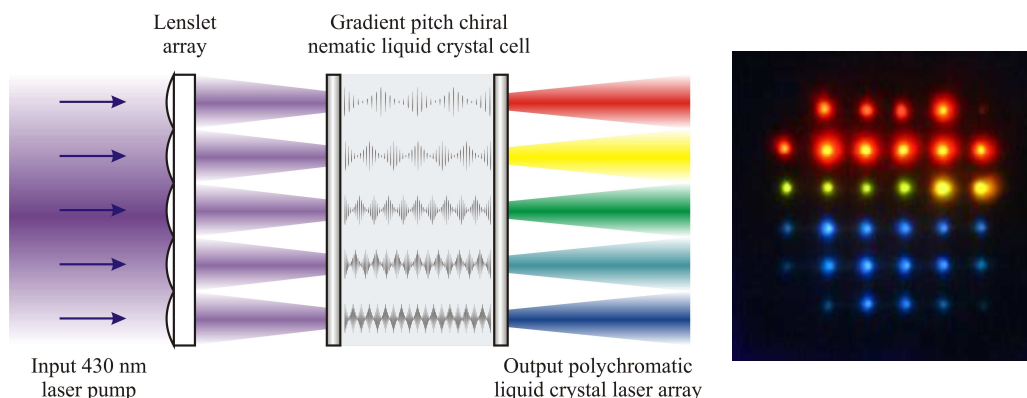 Lenslet
array
Gradient pitch chiral
nematic liquid crystal cell
Input 430 nm
laser pump
Output polychromatic
liquid crystal laser array